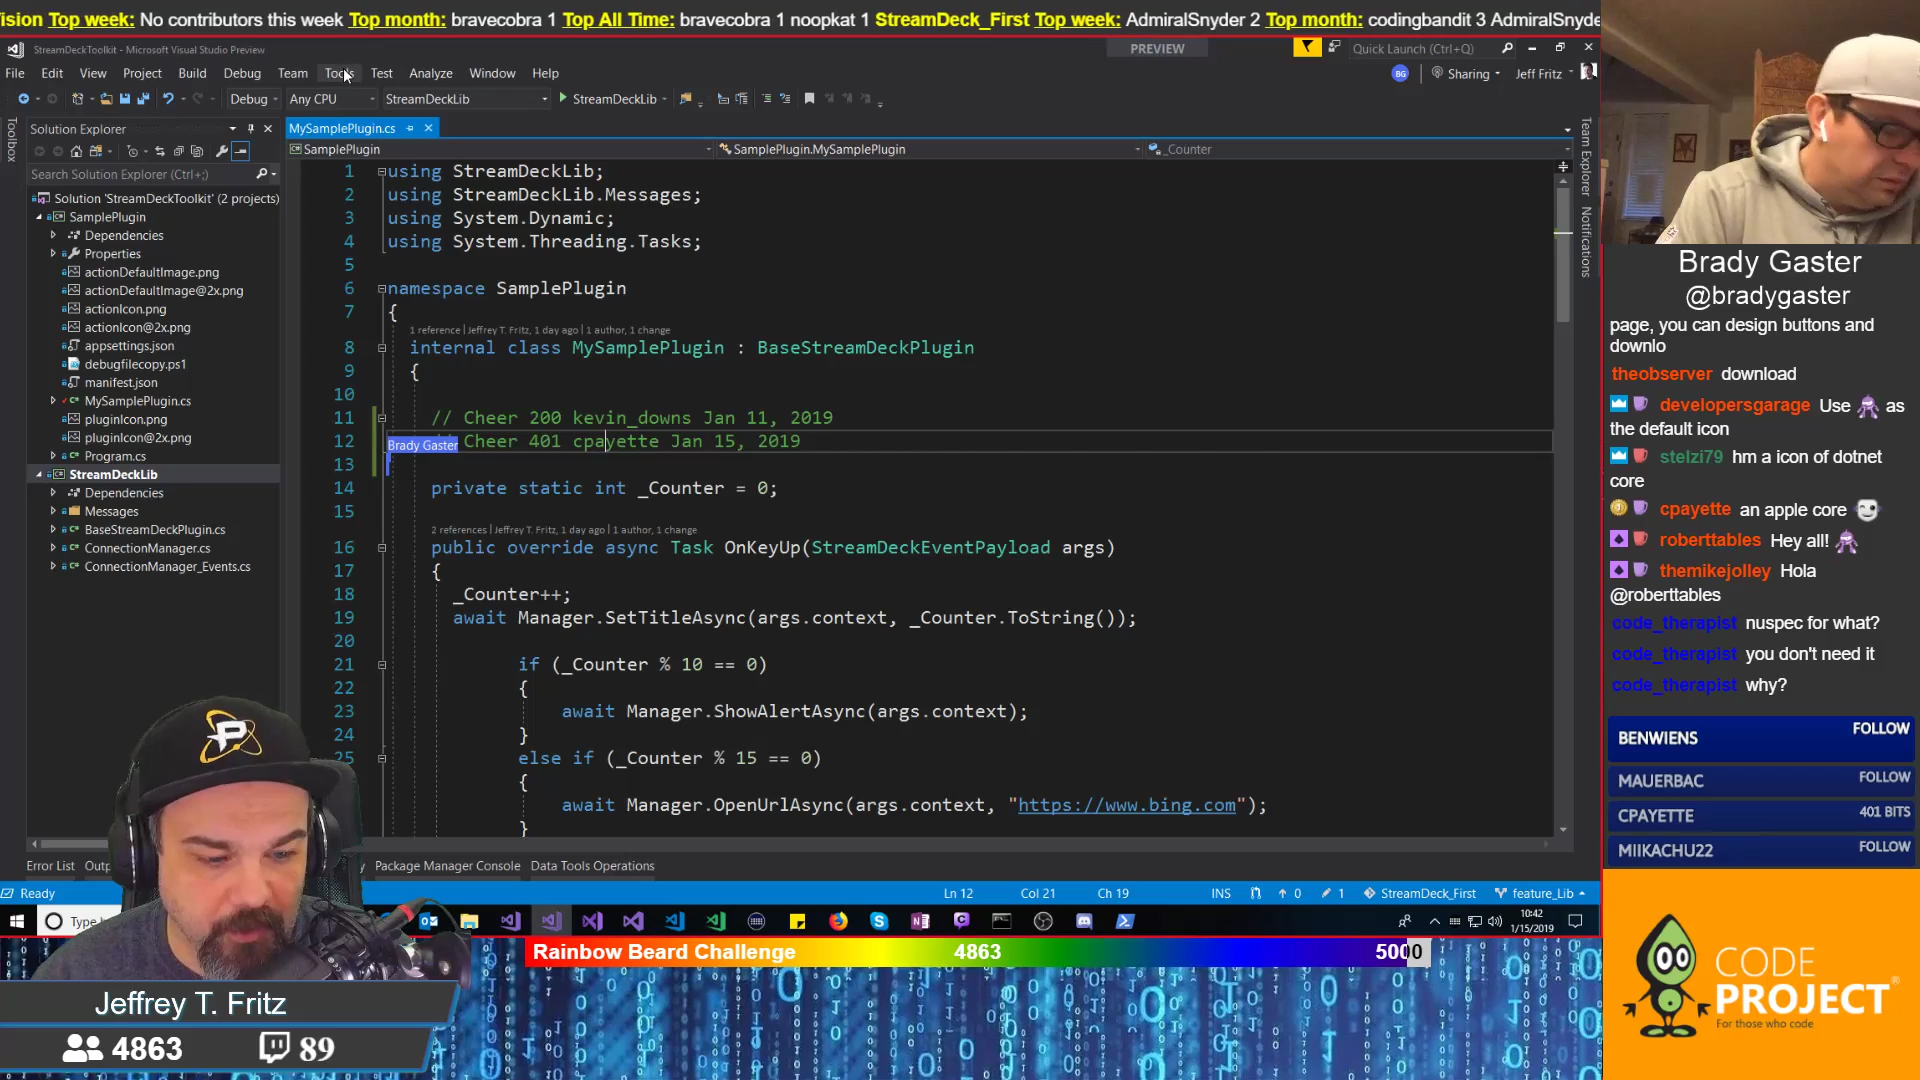 ision Top week: No contributors this week Top month: bravecobra 1 Top All Time: bravecobra 1 noopkat 1 StreamDeck_First Top week: AdmiralSnyder 2 Top month: codingbandit 3 AdmiralSnyde
StreamDeckToolkit - Microsoft Visual Studio Preview
PREVIEW
Quick Launch (Ctrl+Q)
File Edit View Project Build Debug Team Tools Test Analyze Window Help
BG Sharing Jeff Fritz
Debug Any CPU StreamDeckLib StreamDeckLib
Toolbox
Solution Explorer
Search Solution Explorer (Ctrl+;)
Solution 'StreamDeckToolkit' (2 projects)
SamplePlugin
Dependencies
Properties
actionDefaultImage.png
actionDefaultImage@2x.png
actionIcon.png
actionIcon@2x.png
appsettings.json
debugfilecopy.ps1
manifest.json
MySamplePlugin.cs
pluginIcon.png
pluginIcon@2x.png
Program.cs
StreamDeckLib
Dependencies
Messages
BaseStreamDeckPlugin.cs
ConnectionManager.cs
ConnectionManager_Events.cs
MySamplePlugin.cs
SamplePlugin SamplePlugin.MySamplePlugin _Counter
1 using StreamDeckLib;
2 using StreamDeckLib.Messages;
3 using System.Dynamic;
4 using System.Threading.Tasks;
5
6 namespace SamplePlugin
7 {
1 reference | Jeffrey T. Fritz, 1 day ago | 1 author, 1 change
8 internal class MySamplePlugin : BaseStreamDeckPlugin
9 {
10
11 // Cheer 200 kevin_downs Jan 11, 2019
12 Brady Gaster Cheer 401 cpayette Jan 15, 2019
13
14 private static int _Counter = 0;
15
2 references | Jeffrey T. Fritz, 1 day ago | 1 author, 1 change
16 public override async Task OnKeyUp(StreamDeckEventPayload args)
17 {
18 _Counter++;
19 await Manager.SetTitleAsync(args.context, _Counter.ToString());
20
21 if (_Counter % 10 == 0)
22 {
23 await Manager.ShowAlertAsync(args.context);
24 }
25 else if (_Counter % 15 == 0)
{
await Manager.OpenUrlAsync(args.context, "https://www.bing.com");
}
Team Explorer
Notifications
Error List Outp Package Manager Console Data Tools Operations
Ready Ln 12 Col 21 Ch 19 INS 0 1 StreamDeck_First feature_Lib
Type h
10:42
1/15/2019
Brady Gaster
@bradygaster
page, you can design buttons and
downlo
theobserver download
developersgarage Use as
the default icon
stelzi79 hm a icon of dotnet
core
cpayette an apple core
roberttables Hey all!
themikejolley Hola
@roberttables
code_therapist nuspec for what?
code_therapist you don't need it
code_therapist why?
BENWIENS FOLLOW
MAUERBAC FOLLOW
CPAYETTE 401 BITS
MIIKACHU22 FOLLOW
CODE
PROJECT
For those who code
Rainbow Beard Challenge 4863 5000
Jeffrey T. Fritz
4863 89